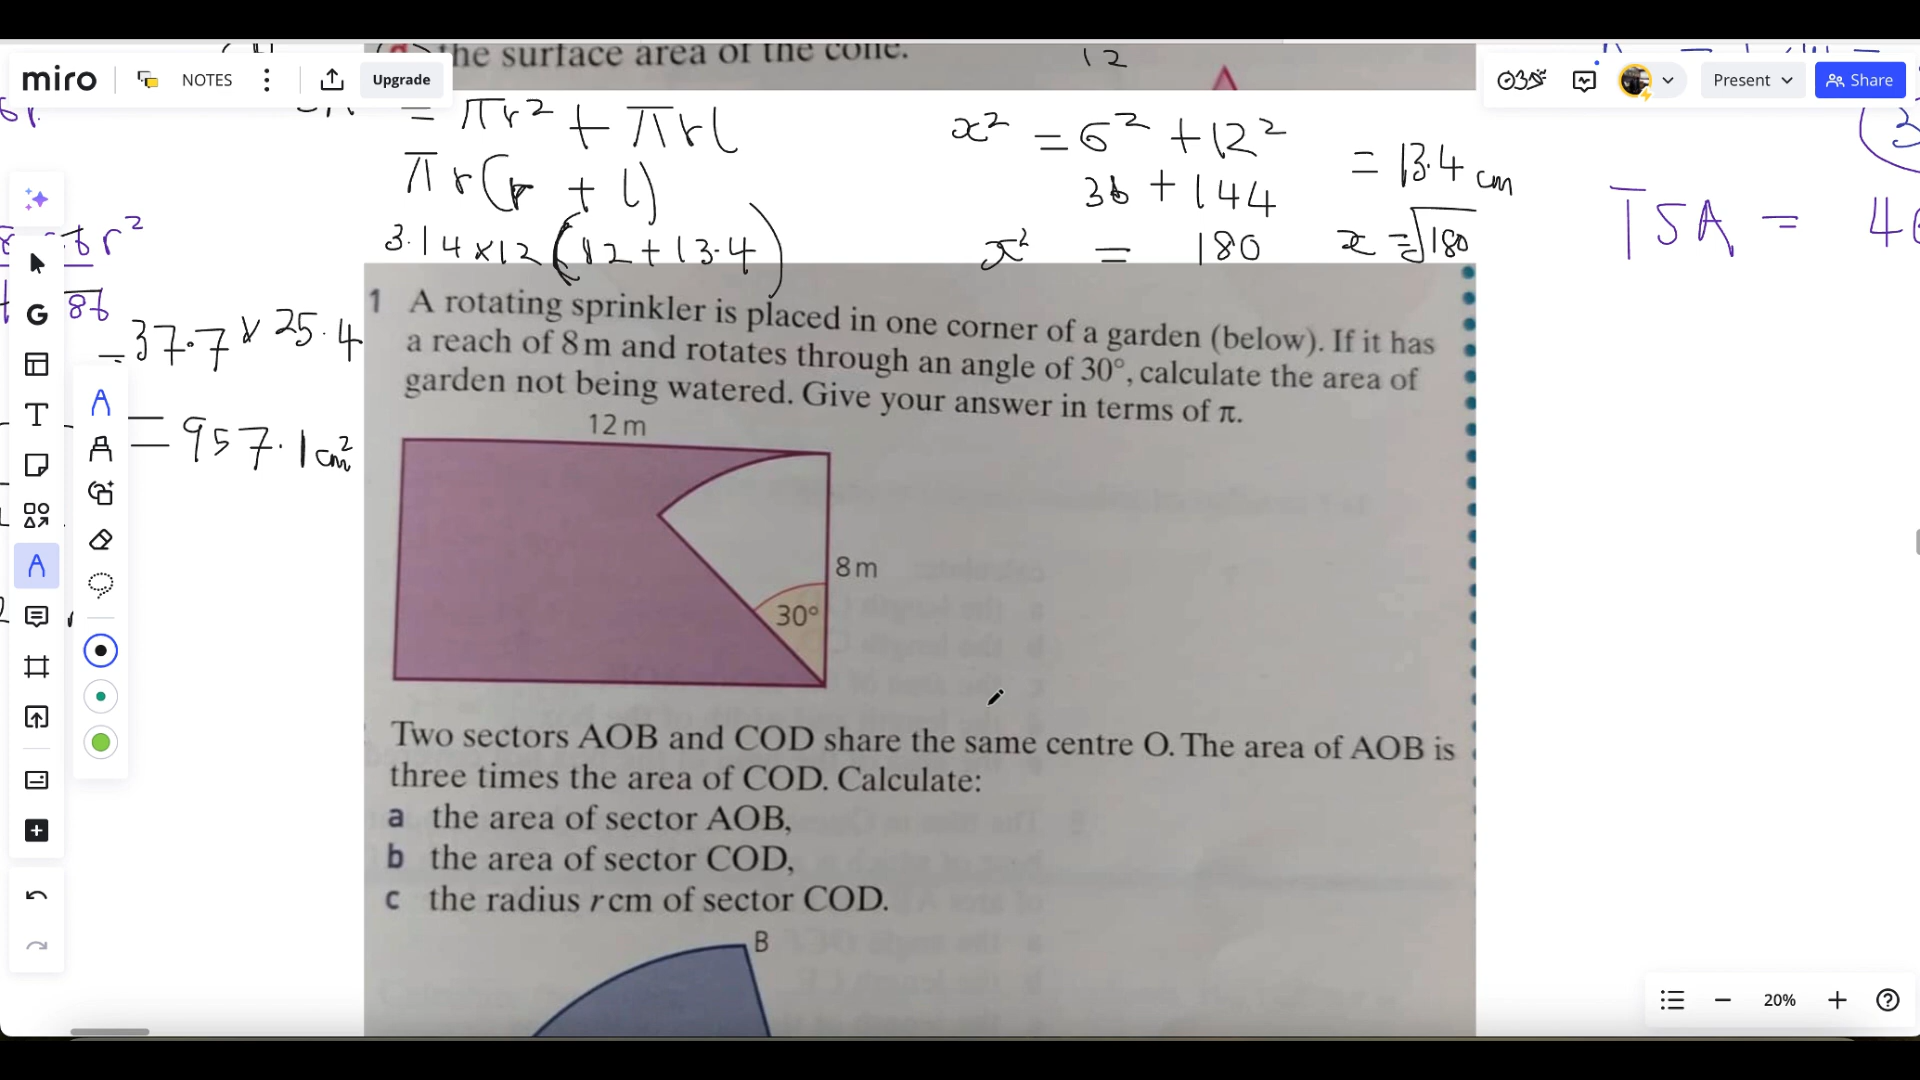 the surface area of the cone.
12
miro
NOTES
Upgrade
Present
Share
= πr² + πrl
πr(r + l)
3.14 x 12 (12 + 13.4)
x² = 6² + 12²
36 + 144
x² = 180
= 13.4 cm
x = √180
TSA =
= 37.7 x 25.4
= 957.1 cm²
1 A rotating sprinkler is placed in one corner of a garden (below). If it has
a reach of 8 m and rotates through an angle of 30°, calculate the area of
garden not being watered. Give your answer in terms of π.
12 m
8 m
30°
Two sectors AOB and COD share the same centre O. The area of AOB is
three times the area of COD. Calculate:
a the area of sector AOB,
b the area of sector COD,
c the radius r cm of sector COD.
B
20%